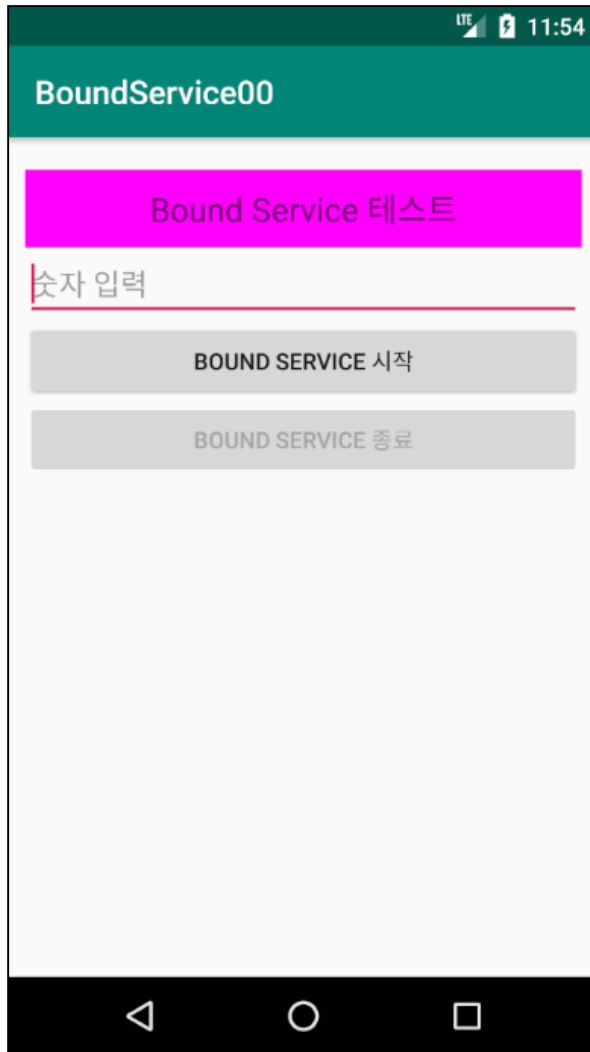 LTE 11:54
BoundService00
Bound Service 테스트
숫자 입력
BOUND SERVICE 시작
BOUND SERVICE 종료